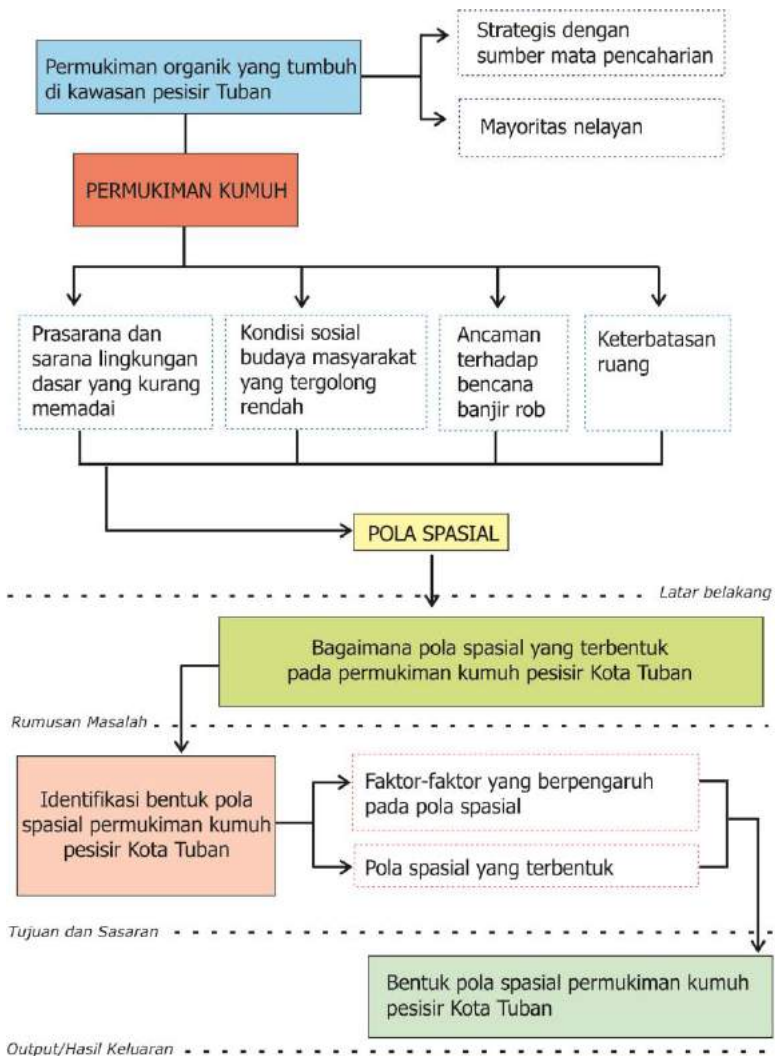 Permukiman organik yang tumbuh
di kawasan pesisir Tuban
Strategis dengan
sumber mata pencaharian
Mayoritas nelayan
PERMUKIMAN KUMUH
Prasarana dan
sarana lingkungan
dasar yang kurang
memadai
Kondisi sosial
budaya masyarakat
yang tergolong
rendah
Ancaman
terhadap
bencana
banjir rob
Keterbatasan
ruang
POLA SPASIAL
Latar belakang
Bagaimana pola spasial yang terbentuk
pada permukiman kumuh pesisir Kota Tuban
Rumusan Masalah
Identifikasi bentuk pola
spasial permukiman kumuh
pesisir Kota Tuban
Faktor-faktor yang berpengaruh
pada pola spasial
Pola spasial yang terbentuk
Tujuan dan Sasaran
Bentuk pola spasial permukiman kumuh
pesisir Kota Tuban
Output/Hasil Keluaran